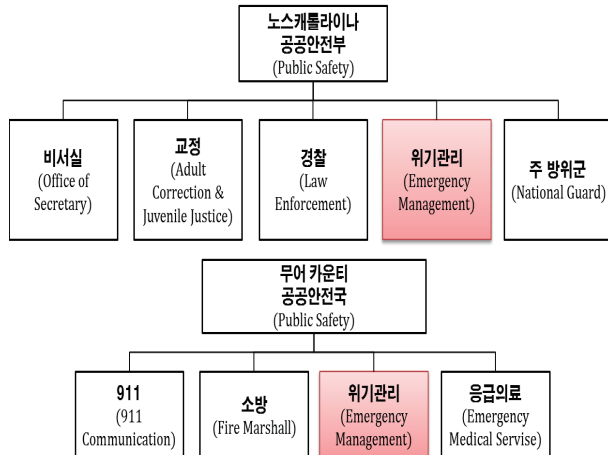 노스캐롤라이나
공공안전부
(Public Safety)
비서실
(Office of
Secretary)
교정
(Adult
Correction &
Juvenile Justice)
경찰
(Law
Enforcement)
위기관리
(Emergency
Management)
주 방위군
(National Guard)
무어 카운티
공공안전국
(Public Safety)
911
(911
Communication)
소방
(Fire Marshall)
위기관리
(Emergency
Management)
응급의료
(Emergency
Medical Servise)